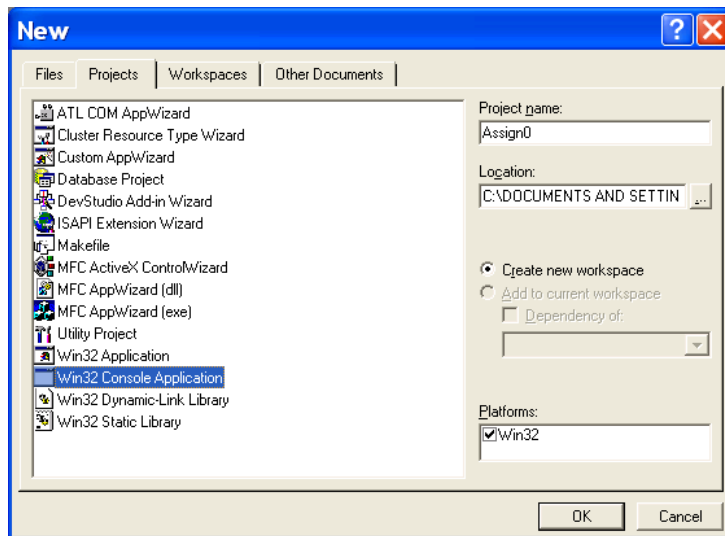 New
Files Projects Workspaces Other Documents
ATL COM AppWizard
Cluster Resource Type Wizard
Custom AppWizard
Database Project
DevStudio Add-in Wizard
ISAPI Extension Wizard
Makefile
MFC ActiveX ControlWizard
MFC AppWizard (dll)
MFC AppWizard (exe)
Utility Project
Win32 Application
Win32 Console Application
Win32 Dynamic-Link Library
Win32 Static Library
Project name:
Assign0
Location:
C:\DOCUMENTS AND SETTIN ...
Create new workspace
Add to current workspace
Dependency of:
Platforms:
Win32
OK Cancel